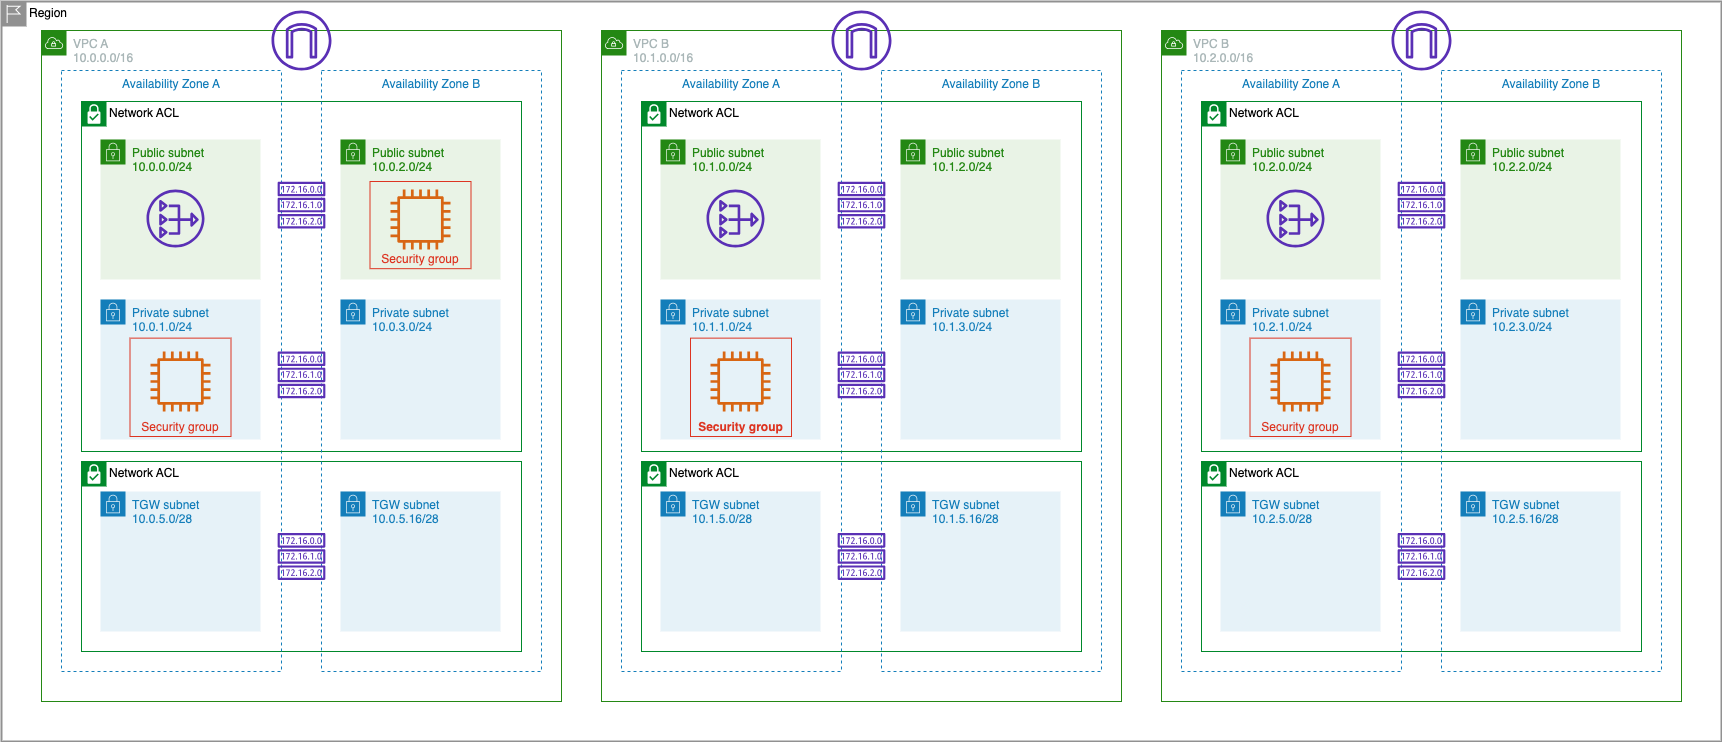 Region
VPC A
10.0.0.0/16
Availability Zone A
Availability Zone B
Network ACL
Public subnet
10.0.0.0/24
Public subnet
10.0.2.0/24
172.16.0.0
172.16.1.0
172.16.2.0
Security group
Private subnet
10.0.1.0/24
Private subnet
10.0.3.0/24
172.16.0.0
172.16.1.0
172.16.2.0
Security group
Network ACL
TGW subnet
10.0.5.0/28
TGW subnet
10.0.5.16/28
172.16.0.0
172.16.1.0
172.16.2.0
VPC B
10.1.0.0/16
Availability Zone A
Availability Zone B
Network ACL
Public subnet
10.1.0.0/24
Public subnet
10.1.2.0/24
172.16.0.0
172.16.1.0
172.16.2.0
Private subnet
10.1.1.0/24
Private subnet
10.1.3.0/24
172.16.0.0
172.16.1.0
172.16.2.0
Security group
Network ACL
TGW subnet
10.1.5.0/28
TGW subnet
10.1.5.16/28
172.16.0.0
172.16.1.0
172.16.2.0
VPC B
10.2.0.0/16
Availability Zone A
Availability Zone B
Network ACL
Public subnet
10.2.0.0/24
Public subnet
10.2.2.0/24
172.16.0.0
172.16.1.0
172.16.2.0
Private subnet
10.2.1.0/24
Private subnet
10.2.3.0/24
172.16.0.0
172.16.1.0
172.16.2.0
Security group
Network ACL
TGW subnet
10.2.5.0/28
TGW subnet
10.2.5.16/28
172.16.0.0
172.16.1.0
172.16.2.0